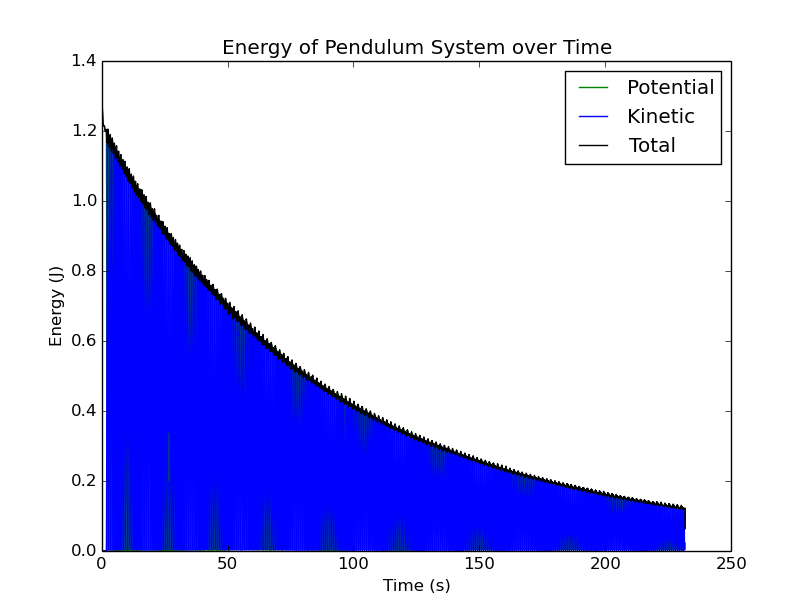 Energy of Pendulum System over Time
1.4
1.2
1.0
0.8
0.6
0.4
0.2
0.0
Energy (J)
Potential
Kinetic
Total
0 50 100 150 200 250
Time (s)